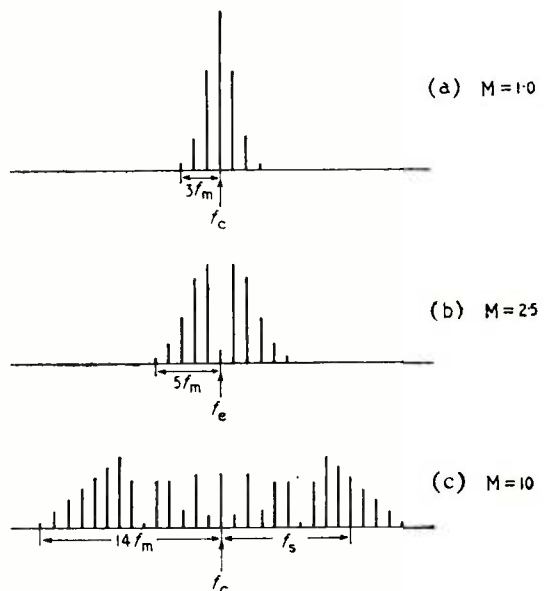 (a) M = 1·0
3fm
fc
(b) M = 2·5
5fm
fe
(c) M = 10
14fm
fs
fc